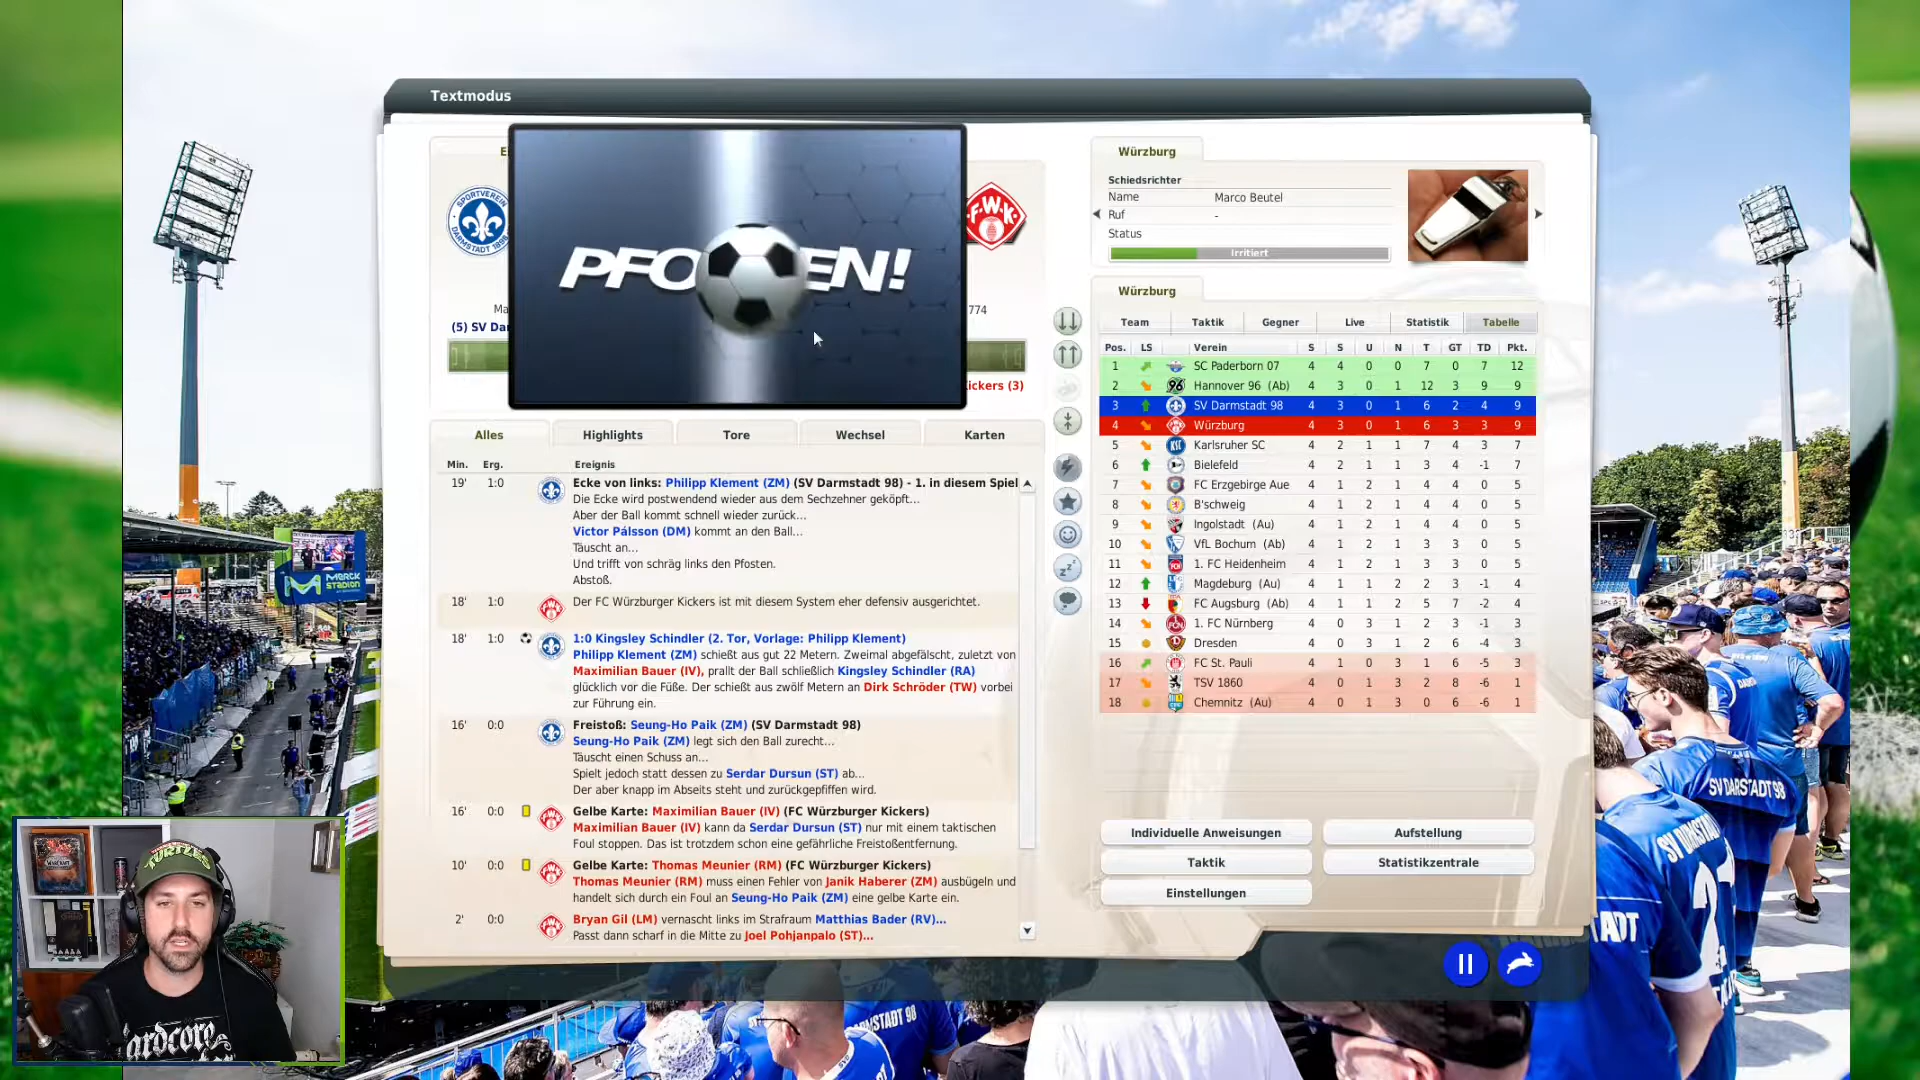 Textmodus
PFO EN!
SPORTVEREIN
DARMSTADT 1898
FWK
774
(5) SV Da
ickers (3)
Alles
Highlights
Tore
Wechsel
Karten
Min. Erg. Ereignis
19' 1:0 Ecke von links: Philipp Klement (ZM) (SV Darmstadt 98) - 1. in diesem Spiel
Die Ecke wird postwendend wieder aus dem Sechzehner geköpft...
Aber der Ball kommt schnell wieder zurück...
Victor Pálsson (DM) kommt an den Ball...
Täuscht an...
Und trifft von schräg links den Pfosten.
Abstoß.
18' 1:0 Der FC Würzburger Kickers ist mit diesem System eher defensiv ausgerichtet.
18' 1:0 1:0 Kingsley Schindler (2. Tor, Vorlage: Philipp Klement)
Philipp Klement (ZM) schießt aus gut 22 Metern. Zweimal abgefälscht, zuletzt von
Maximilian Bauer (IV), prallt der Ball schließlich Kingsley Schindler (RA)
glücklich vor die Füße. Der schießt aus zwölf Metern an Dirk Schröder (TW) vorbei
zur Führung ein.
16' 0:0 Freistoß: Seung-Ho Paik (ZM) (SV Darmstadt 98)
Seung-Ho Paik (ZM) legt sich den Ball zurecht...
Täuscht einen Schuss an...
Spielt jedoch statt dessen zu Serdar Dursun (ST) ab...
Der aber knapp im Abseits steht und zurückgepfiffen wird.
16' 0:0 Gelbe Karte: Maximilian Bauer (IV) (FC Würzburger Kickers)
Maximilian Bauer (IV) kann da Serdar Dursun (ST) nur mit einem taktischen
Foul stoppen. Das ist trotzdem schon eine gefährliche Freistoßentfernung.
10' 0:0 Gelbe Karte: Thomas Meunier (RM) (FC Würzburger Kickers)
Thomas Meunier (RM) muss einen Fehler von Janik Haberer (ZM) ausbügeln und
handelt sich durch ein Foul an Seung-Ho Paik (ZM) eine gelbe Karte ein.
2' 0:0 Bryan Gil (LM) vernascht links im Strafraum Matthias Bader (RV)...
Passt dann scharf in die Mitte zu Joel Pohjanpalo (ST)...
Würzburg
Schiedsrichter
Name Marco Beutel
Ruf -
Status
Irritiert
Würzburg
Team
Taktik
Gegner
Live
Statistik
Tabelle
Pos. LS Verein S S U N T GT TD Pkt.
1 SC Paderborn 07 4 4 0 0 7 0 7 12
2 Hannover 96 (Ab) 4 3 0 1 12 3 9 9
3 SV Darmstadt 98 4 3 0 1 6 2 4 9
4 Würzburg 4 3 0 1 6 3 3 9
5 Karlsruher SC 4 2 1 1 7 4 3 7
6 Bielefeld 4 2 1 1 3 4 -1 7
7 FC Erzgebirge Aue 4 1 2 1 4 4 0 5
8 B'schweig 4 1 2 1 4 4 0 5
9 Ingolstadt (Au) 4 1 2 1 4 4 0 5
10 VfL Bochum (Ab) 4 1 2 1 3 3 0 5
11 1. FC Heidenheim 4 1 2 1 3 3 0 5
12 Magdeburg (Au) 4 1 1 2 2 3 -1 4
13 FC Augsburg (Ab) 4 1 1 2 5 7 -2 4
14 1. FC Nürnberg 4 0 3 1 2 3 -1 3
15 Dresden 4 0 3 1 2 6 -4 3
16 FC St. Pauli 4 1 0 3 1 6 -5 3
17 TSV 1860 4 0 1 3 2 8 -6 1
18 Chemnitz (Au) 4 0 1 3 0 6 -6 1
Individuelle Anweisungen
Aufstellung
Taktik
Statistikzentrale
Einstellungen
MERCK
STADION
SV DARMSTADT 98
TURTLES